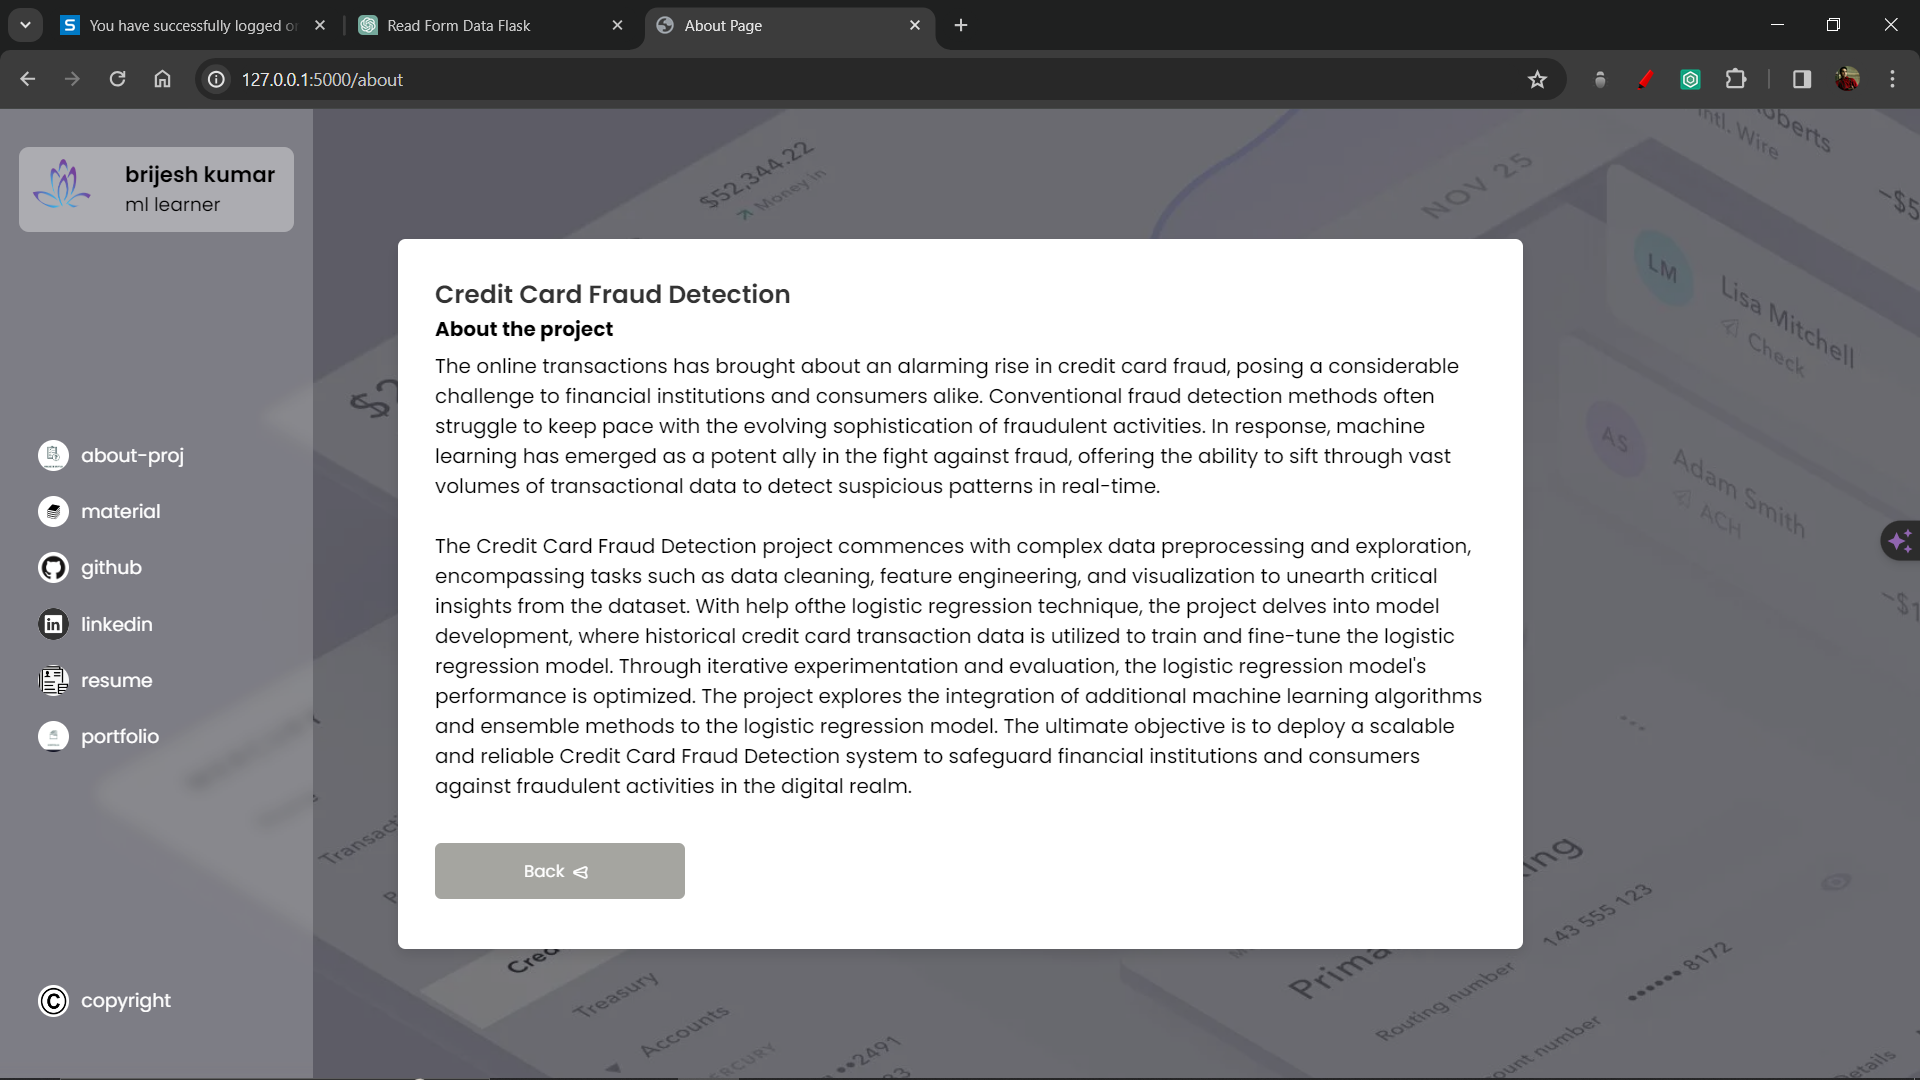 You have successfully logged o
Read Form Data Flask
About Page
127.0.0.1:5000/about
brijesh kumar
ml learner
about-proj
material
github
linkedin
resume
portfolio
copyright
Credit Card Fraud Detection
About the project
The online transactions has brought about an alarming rise in credit card fraud, posing a considerable
challenge to financial institutions and consumers alike. Conventional fraud detection methods often
struggle to keep pace with the evolving sophistication of fraudulent activities. In response, machine
learning has emerged as a potent ally in the fight against fraud, offering the ability to sift through vast
volumes of transactional data to detect suspicious patterns in real-time.
The Credit Card Fraud Detection project commences with complex data preprocessing and exploration,
encompassing tasks such as data cleaning, feature engineering, and visualization to unearth critical
insights from the dataset. With help ofthe logistic regression technique, the project delves into model
development, where historical credit card transaction data is utilized to train and fine-tune the logistic
regression model. Through iterative experimentation and evaluation, the logistic regression model's
performance is optimized. The project explores the integration of additional machine learning algorithms
and ensemble methods to the logistic regression model. The ultimate objective is to deploy a scalable
and reliable Credit Card Fraud Detection system to safeguard financial institutions and consumers
against fraudulent activities in the digital realm.
Back
$52,344.22
Money in
NOV 25
oberts
Intl. Wire
-$5
LM
Lisa Mitchell
Check
AS
Adam Smith
ACH
-$1
$2
Transacti
Cred
Treasury
Accounts
ERCURY
••2491
Prima
ing
Routing number
143 555 123
ount number
•••••• 8172
Details